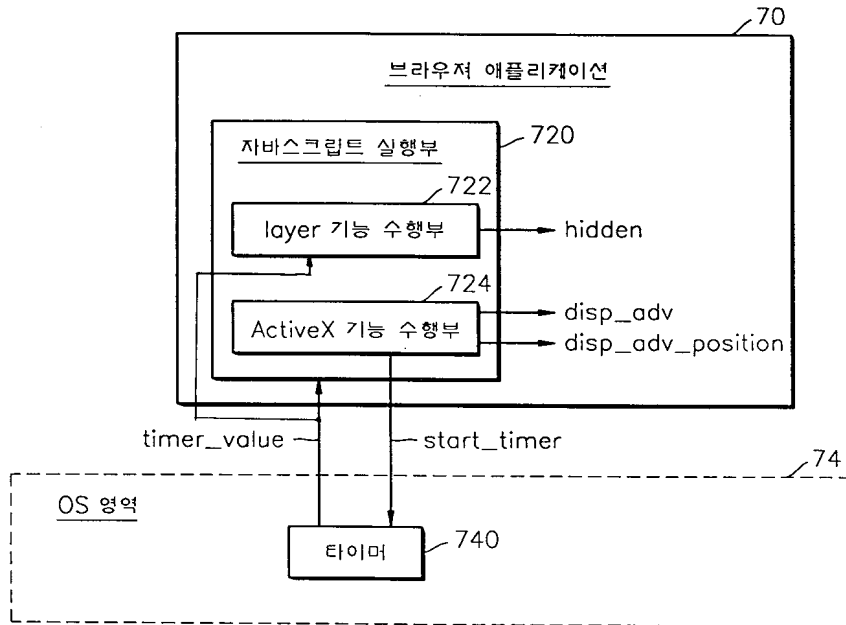 70
브라우져 애플리케이션
720
자바스크립트 실행부
722
layer 기능 수행부
hidden
724
ActiveX 기능 수행부
disp_adv
disp_adv_position
timer_value
start_timer
74
OS 영역
타이머
740